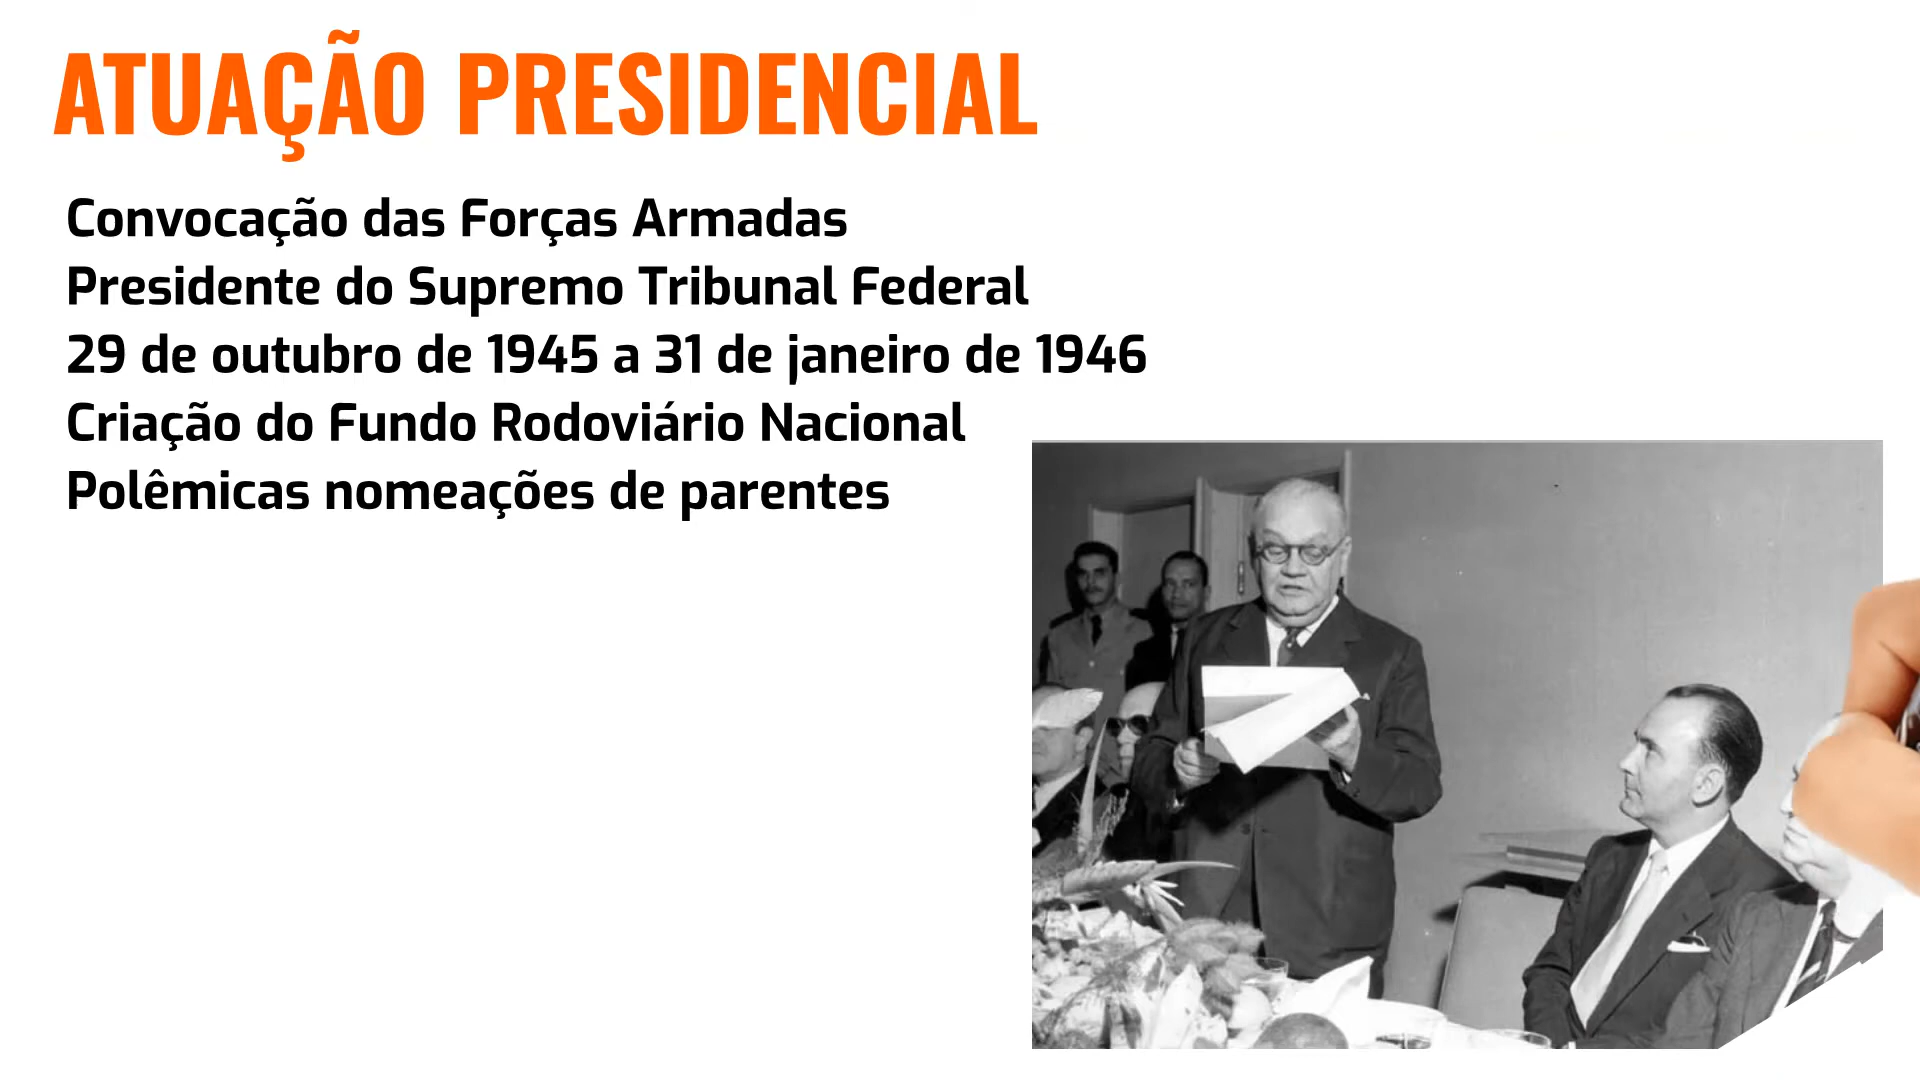 ATUAÇÃO PRESIDENCIAL
Convocação das Forças Armadas
Presidente do Supremo Tribunal Federal
29 de outubro de 1945 a 31 de janeiro de 1946
Criação do Fundo Rodoviário Nacional
Polêmicas nomeações de parentes